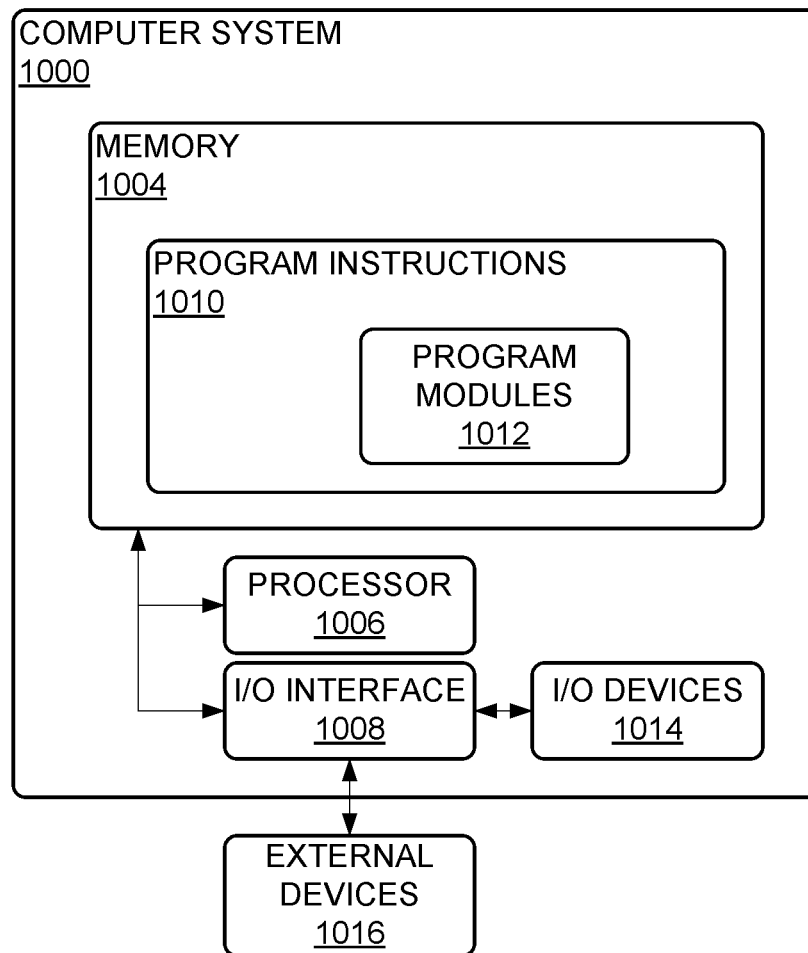 COMPUTER SYSTEM
1000
MEMORY
1004
PROGRAM INSTRUCTIONS
1010
PROGRAM
MODULES
1012
PROCESSOR
1006
I/O INTERFACE
1008
I/O DEVICES
1014
EXTERNAL
DEVICES
1016